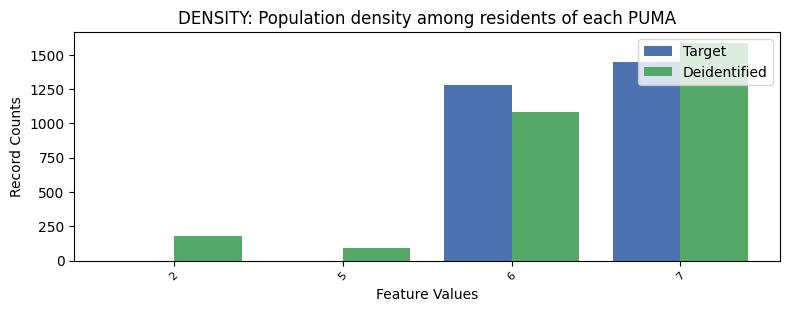 DENSITY: Population density among residents of each PUMA
Target
Deidentified
Record Counts
1500
1250
1000
750
500
250
0
2
5
6
7
Feature Values